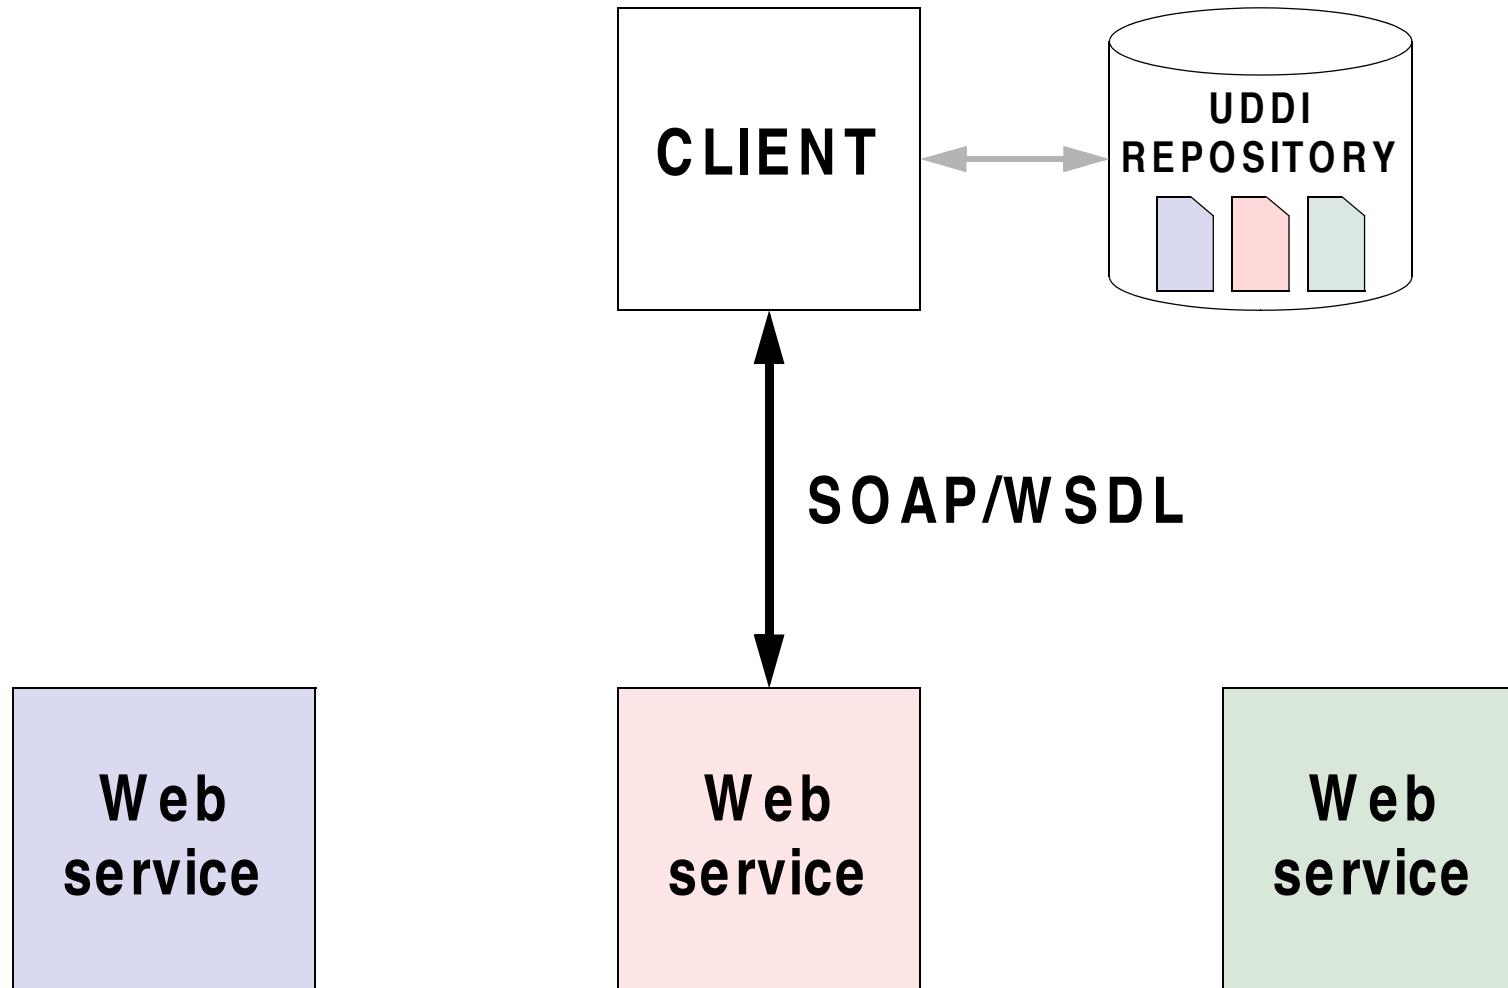 CLIENT
UDDI
REPOSITORY
SOAP/WSDL
Web
service
Web
service
Web
service